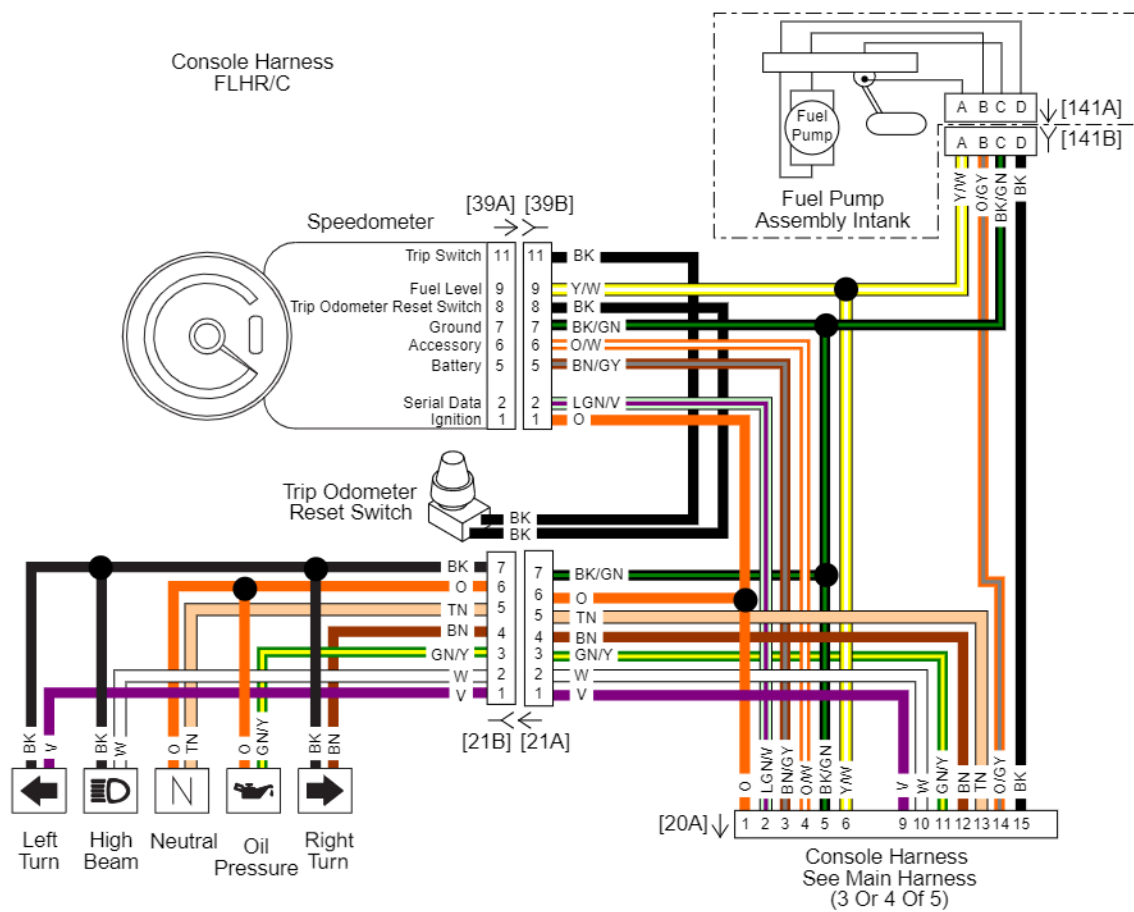 Console Harness
FLHR/C
Fuel
Pump
A B C D
[141A]
A B C D
[141B]
Y/W
O/GY
BK/GN
BK
Fuel Pump
Assembly Intank
[39A] [39B]
Speedometer
Trip Switch 11 11 BK
Fuel Level 9 9 Y/W
Trip Odometer Reset Switch 8 8 BK
Ground 7 7 BK/GN
Accessory 6 6 O/W
Battery 5 5 BN/GY
Serial Data 2 2 LGN/V
Ignition 1 1 O
Trip Odometer
Reset Switch
BK
BK
BK 7 7 BK/GN
O 6 6 O
TN 5 5 TN
BN 4 4 BN
GN/Y 3 3 GN/Y
W 2 2 W
V 1 1 V
[21B] [21A]
BK V BK W O TN O GN/Y BK BN
N
Left
Turn
High
Beam
Neutral
Oil
Pressure
Right
Turn
O LGN/V BN/GY O/W BK/GN Y/W V W GN/Y BN TN O/GY BK
[20A] 1 2 3 4 5 6 9 10 11 12 13 14 15
Console Harness
See Main Harness
(3 Or 4 Of 5)